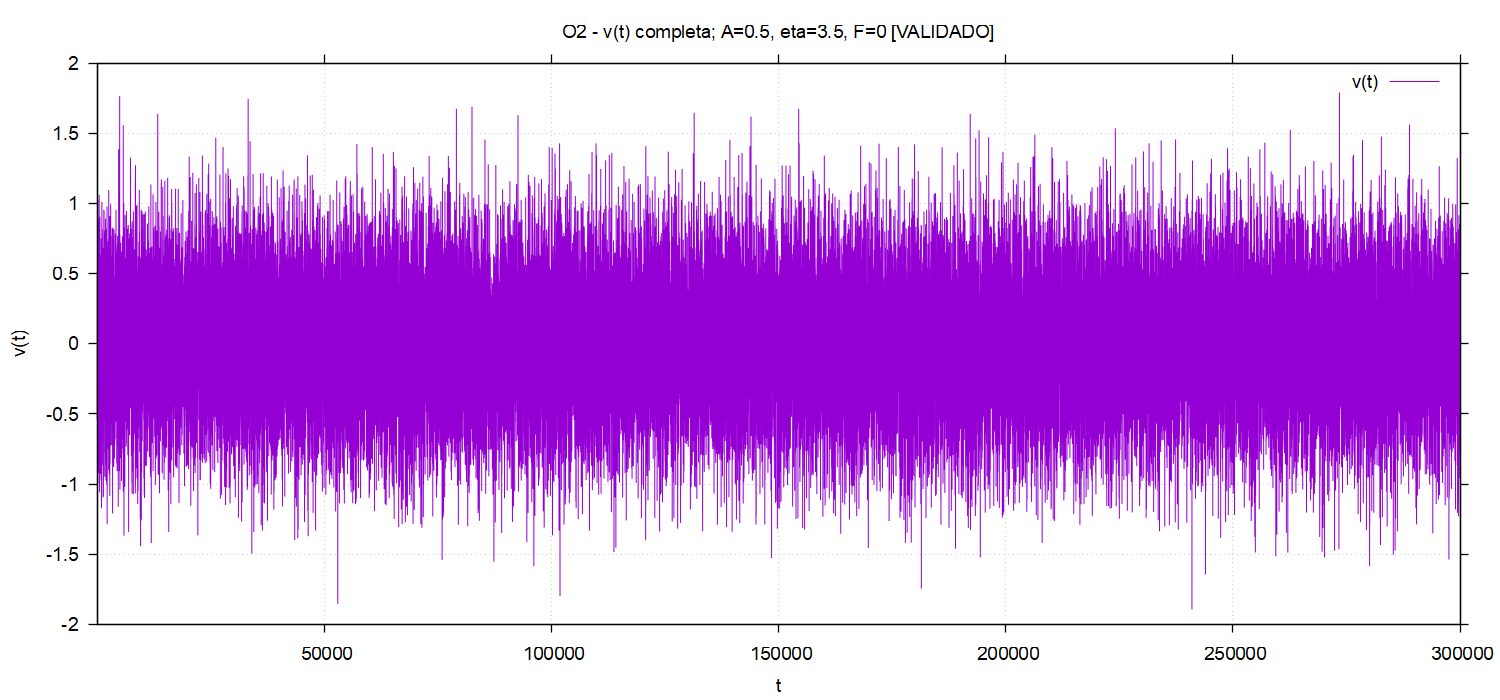 O2 - v(t) completa; A=0.5, eta=3.5, F=0 [VALIDADO]
v(t)
2
1.5
1
0.5
0
-0.5
-1
-1.5
-2
v(t)
50000 100000 150000 200000 250000 300000
t